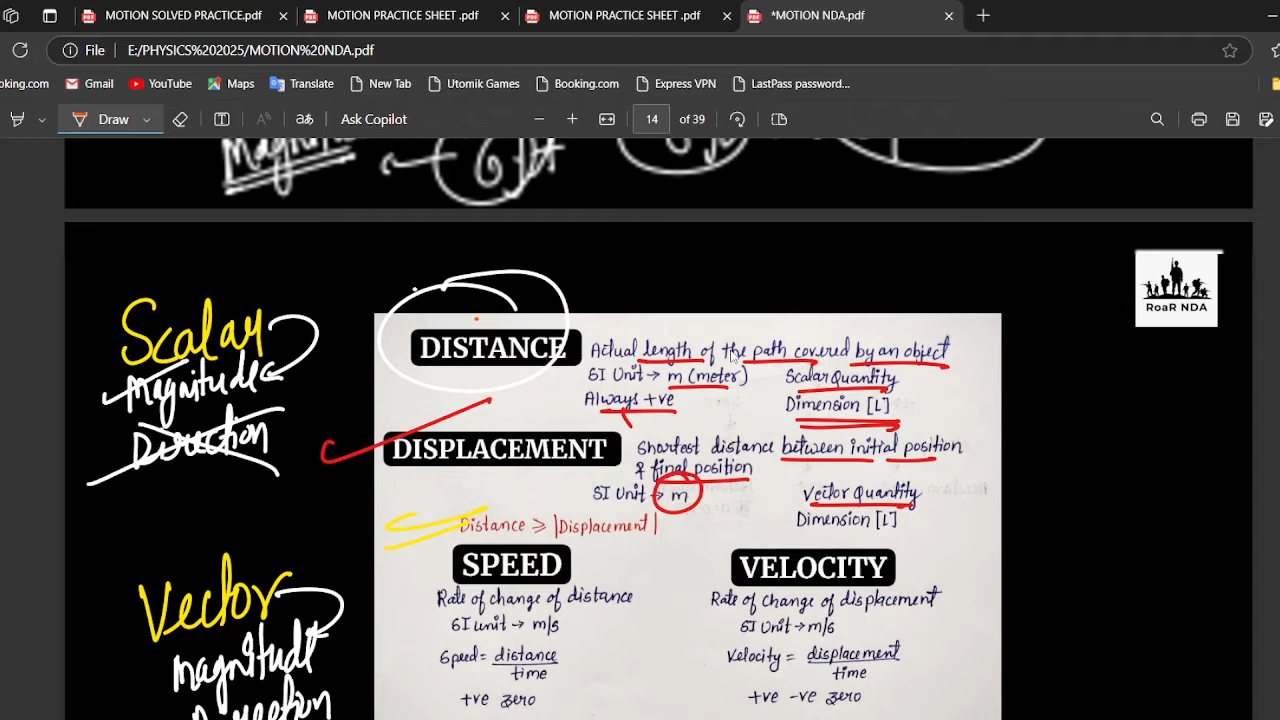 MOTION SOLVED PRACTICE.pdf
MOTION PRACTICE SHEET .pdf
MOTION PRACTICE SHEET .pdf
*MOTION NDA.pdf
File
E:/PHYSICS%202025/MOTION%20NDA.pdf
oking.com
Gmail
YouTube
Maps
Translate
New Tab
Utomik Games
Booking.com
Express VPN
LastPass password...
Draw
Ask Copilot
14
of 39
RoaR NDA
Scalar
Magnitude
Direction
DISTANCE
Actual length of the path covered by an object
SI Unit → m (meter)
Scalar Quantity
Always +ve
Dimension [L]
DISPLACEMENT
Shortest distance between initial position
& final position
SI Unit → m
Vector Quantity
Dimension [L]
Distance ⩾ |Displacement|
SPEED
Rate of change of distance
SI unit → m/s
Speed = distance
time
+ve zero
VELOCITY
Rate of change of displacement
SI Unit → m/s
Velocity = displacement
time
+ve -ve zero
Vector
Magnitude